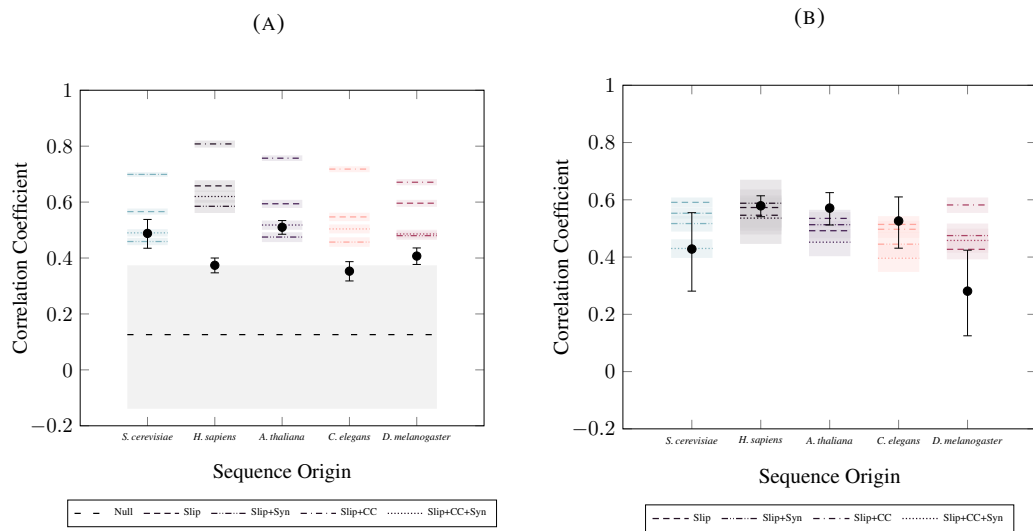 (A)
Correlation Coefficient
1
0.8
0.6
0.4
0.2
0
−0.2
S. cerevisiae H. sapiens A. thaliana C. elegans D. melanogaster
Sequence Origin
Null Slip Slip+Syn Slip+CC Slip+CC+Syn
(B)
Correlation Coefficient
1
0.8
0.6
0.4
0.2
0
−0.2
S. cerevisiae H. sapiens A. thaliana C. elegans D. melanogaster
Sequence Origin
Slip Slip+Syn Slip+CC Slip+CC+Syn